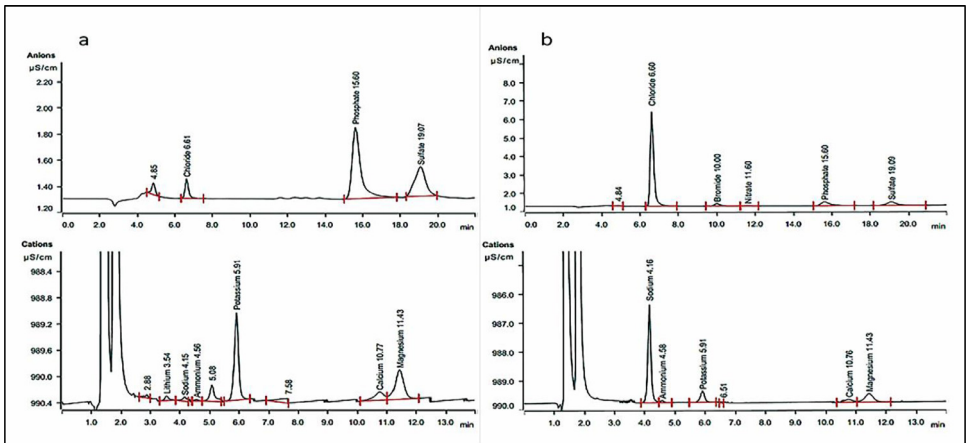 a
Anions
µS/cm
2.20
2.00
1.80
1.60
1.40
1.20
4.85
Chloride 6.61
Phosphate 15.60
Sulfate 19.07
0.0 2.0 4.0 6.0 8.0 10.0 12.0 14.0 16.0 18.0 20.0 min
Cations
µS/cm
988.4
988.8
989.2
989.6
990.0
990.4
2.88
Lithium 3.54
Sodium 4.15
Ammonium 4.56
5.08
Potassium 5.91
7.58
Calcium 10.77
Magnesium 11.43
0.0 1.0 2.0 3.0 4.0 5.0 6.0 7.0 8.0 9.0 10.0 11.0 12.0 13.0 min
b
Anions
µS/cm
8.0
7.0
6.0
5.0
4.0
3.0
2.0
1.0
4.84
Chloride 6.60
Bromide 10.00
Nitrate 11.60
Phosphate 15.60
Sulfate 19.09
0.0 2.0 4.0 6.0 8.0 10.0 12.0 14.0 16.0 18.0 20.0 min
Cations
µS/cm
986.0
987.0
988.0
989.0
990.0
Sodium 4.16
Ammonium 4.58
Potassium 5.91
6.51
Calcium 10.76
Magnesium 11.43
0.0 1.0 2.0 3.0 4.0 5.0 6.0 7.0 8.0 9.0 10.0 11.0 12.0 13.0 min